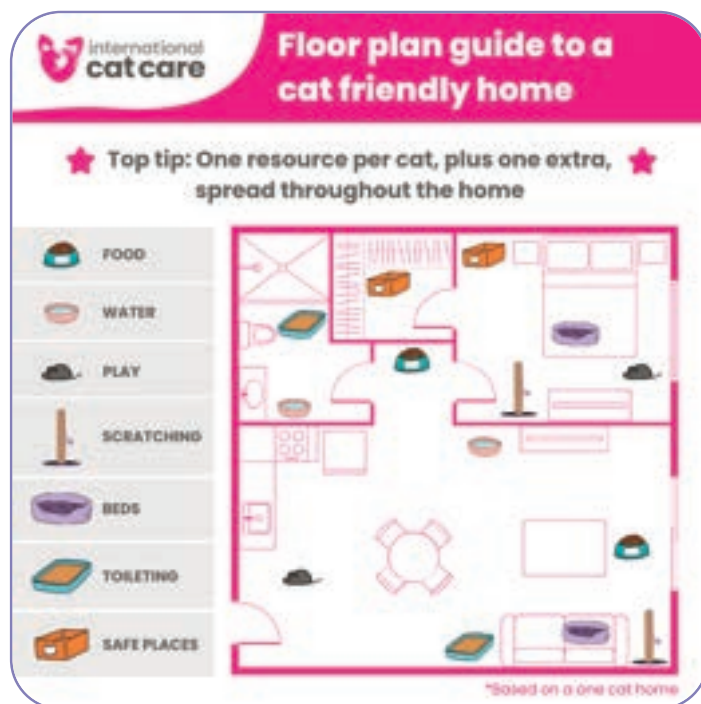 international
cat care
Floor plan guide to a
cat friendly home
Top tip: One resource per cat, plus one extra,
spread throughout the home
FOOD
WATER
PLAY
SCRATCHING
BEDS
TOILETING
SAFE PLACES
*Based on a one cat home